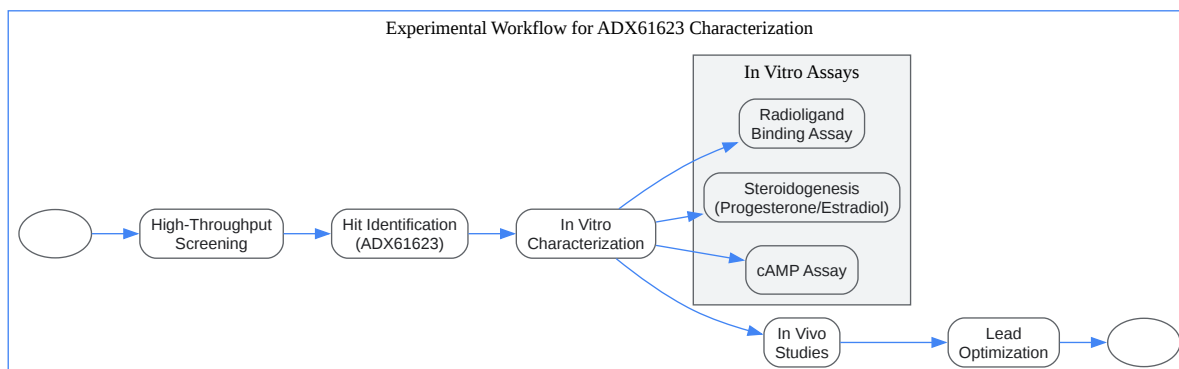 Experimental Workflow for ADX61623 Characterization
In Vitro Assays
Radioligand
Binding Assay
Steroidogenesis
(Progesterone/Estradiol)
High-Throughput
Screening
Hit Identification
(ADX61623)
In Vitro
Characterization
cAMP Assay
In Vivo
Studies
Lead
Optimization